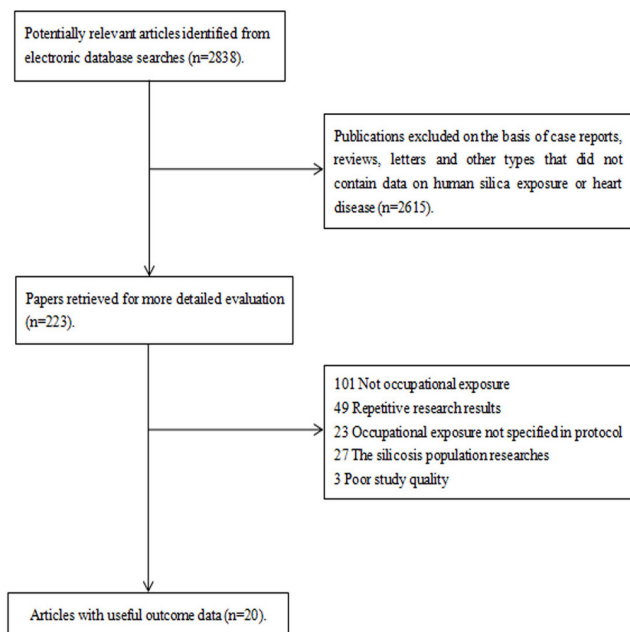 Potentially relevant articles identified from
electronic database searches (n=2838).
Publications excluded on the basis of case reports,
reviews, letters and other types that did not
contain data on human silica exposure or heart
disease (n=2615).
Papers retrieved for more detailed evaluation
(n=223).
101 Not occupational exposure
49 Repetitive research results
23 Occupational exposure not specified in protocol
27 The silicosis population researches
3 Poor study quality
Articles with useful outcome data (n=20).